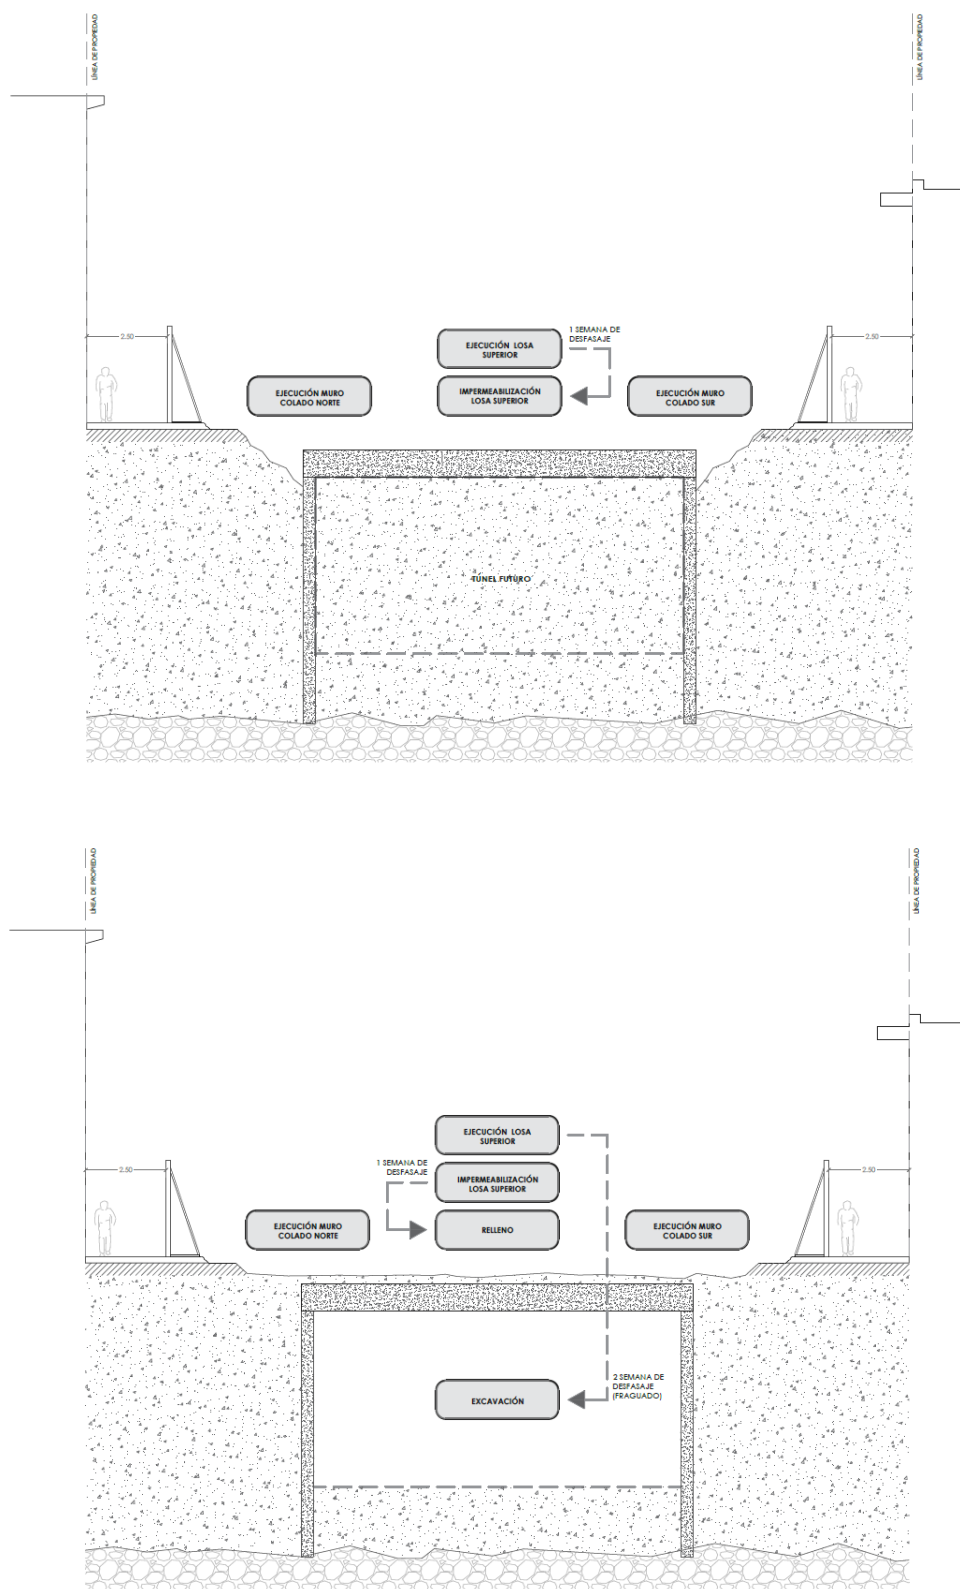 LÍNEA DE PROPIEDAD
LÍNEA DE PROPIEDAD
2.50
EJECUCIÓN LOSA
SUPERIOR
1 SEMANA DE
DESFASAJE
2.50
EJECUCIÓN MURO
COLADO NORTE
IMPERMEABILIZACIÓN
LOSA SUPERIOR
EJECUCIÓN MURO
COLADO SUR
TÚNEL FUTURO
LÍNEA DE PROPIEDAD
LÍNEA DE PROPIEDAD
EJECUCIÓN LOSA
SUPERIOR
2.50
1 SEMANA DE
DESFASAJE
IMPERMEABILIZACIÓN
LOSA SUPERIOR
2.50
EJECUCIÓN MURO
COLADO NORTE
RELLENO
EJECUCIÓN MURO
COLADO SUR
EXCAVACIÓN
2 SEMANA DE
DESFASAJE
(FRAGUADO)